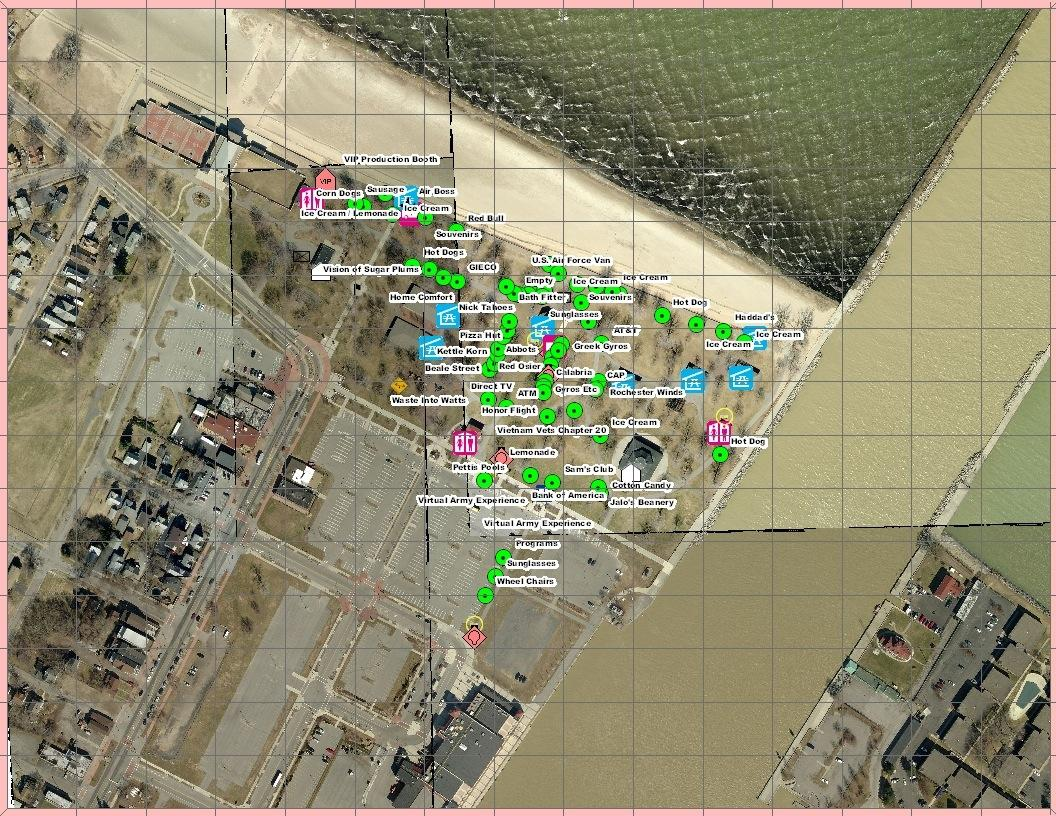 VIP Production Booth
VIP
Corn Dogs
Sausage
Air Boss
Ice Cream / Lemonade
Ice Cream
Red Bull
Souvenirs
Hot Dogs
U.S. Air Force Van
Vision of Sugar Plums
GIECO
Ice Cream
Empty
Ice Cream
Home Comfort
Bath Fitter
Souvenirs
Hot Dog
Nick Tahoes
Sunglasses
Haddad's
Pizza Hut
AT&T
Ice Cream
Kettle Korn
Abbots
Greek Gyros
Ice Cream
Beale Street
Red Osier
Calabria
CAP
Direct TV
ATM
Gyros Etc
Rochester Winds
Waste Into Watts
Honor Flight
Ice Cream
Vietnam Vets Chapter 20
Hot Dog
Lemonade
Pettis Pools
Sam's Club
Cotton Candy
Virtual Army Experience
Bank of America
Jalo's Beanery
Virtual Army Experience
Programs
Sunglasses
Wheel Chairs